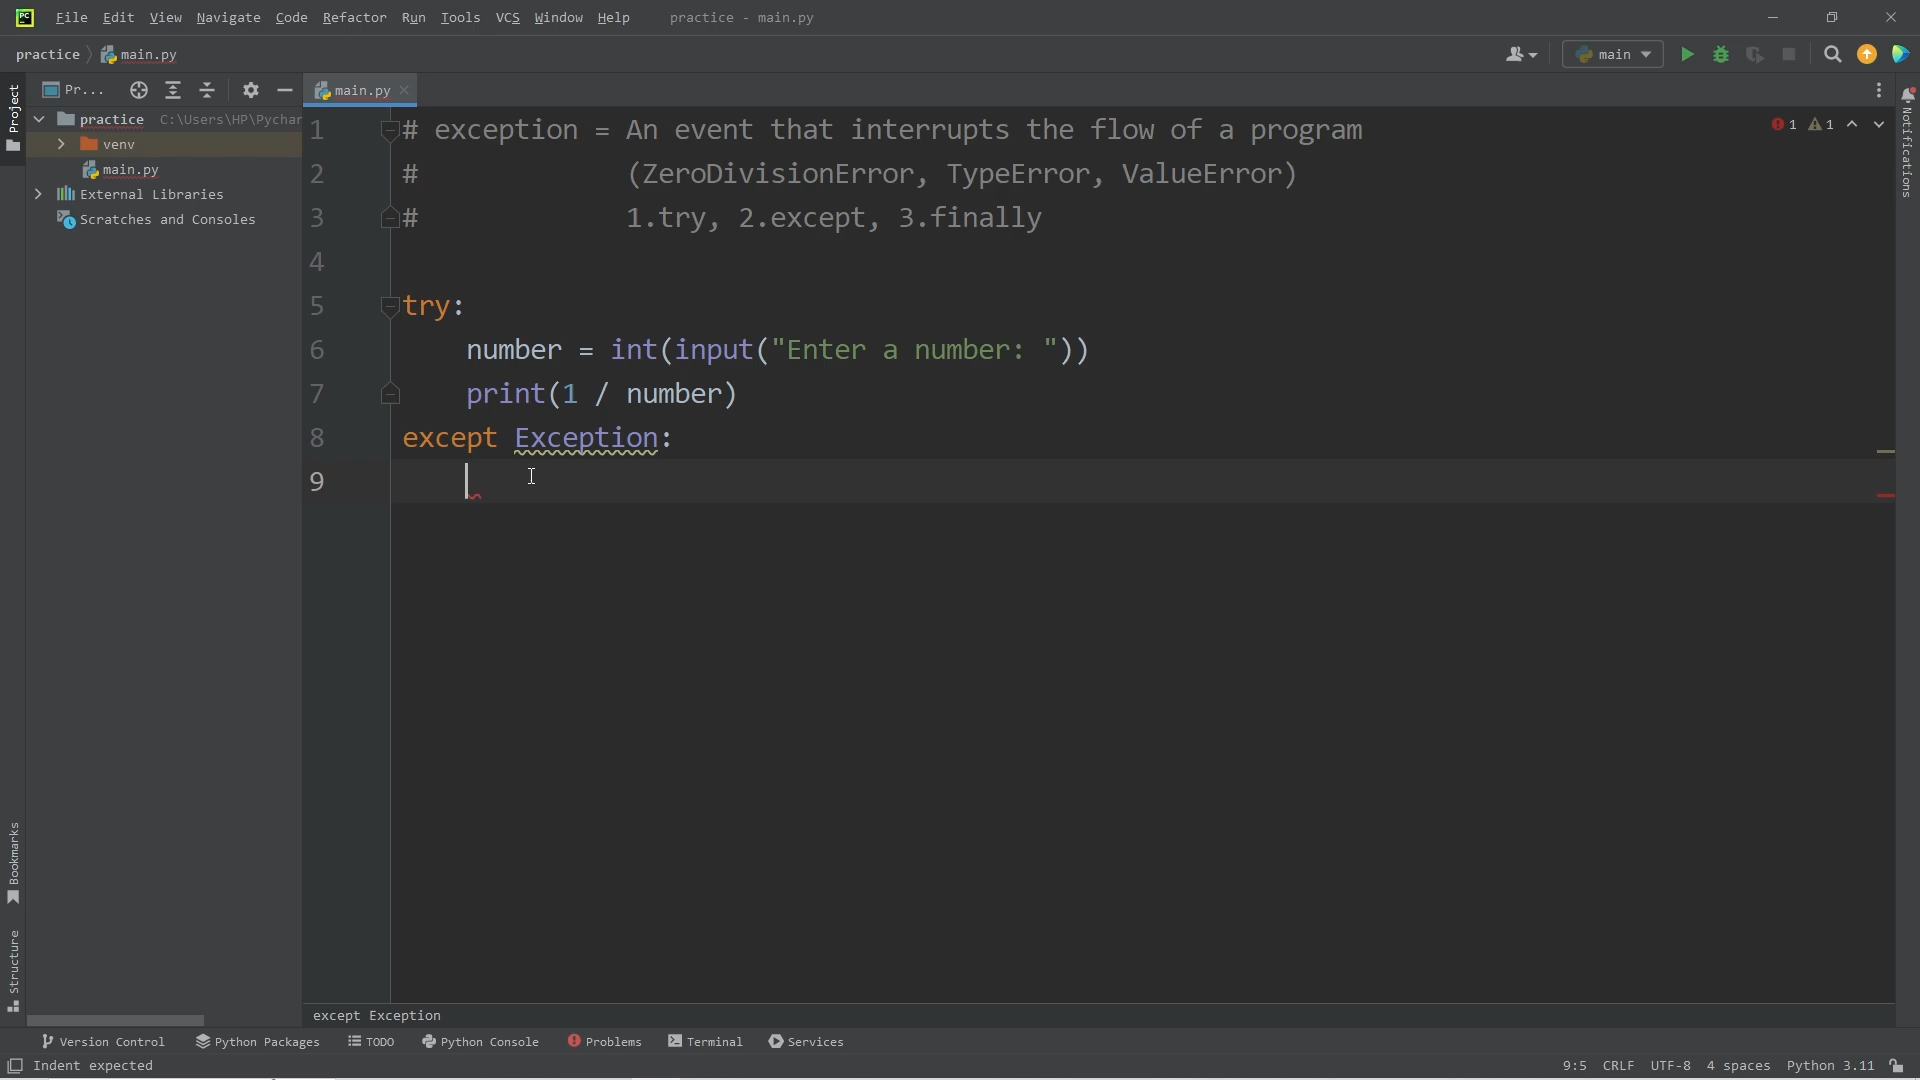 PC
File Edit View Navigate Code Refactor Run Tools VCS Window Help practice - main.py
practice main.py main
Project Pr... main.py
practice C:\Users\HP\Pychar
venv
main.py
External Libraries
Scratches and Consoles
1 # exception = An event that interrupts the flow of a program
2 # (ZeroDivisionError, TypeError, ValueError)
3 # 1.try, 2.except, 3.finally
4
5 try:
6 number = int(input("Enter a number: "))
7 print(1 / number)
8 except Exception:
9
1 1
Notifications
Bookmarks
Structure
except Exception
Version Control Python Packages TODO Python Console Problems Terminal Services
Indent expected 9:5 CRLF UTF-8 4 spaces Python 3.11